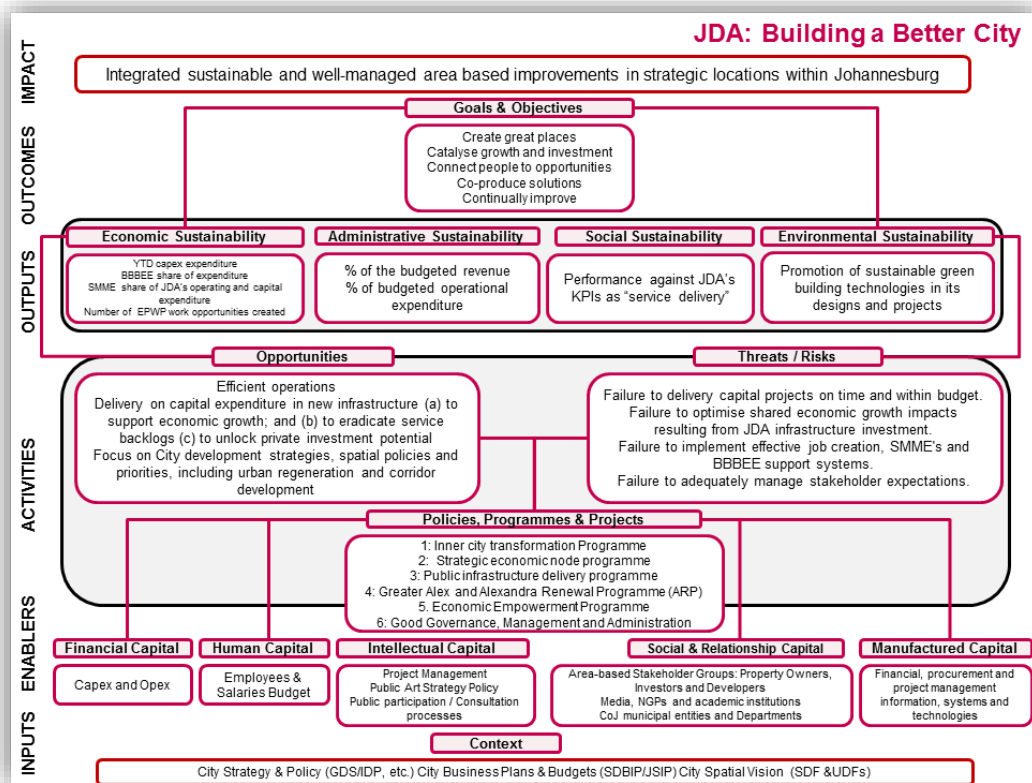 JDA: Building a Better City
IMPACT
Integrated sustainable and well-managed area based improvements in strategic locations within Johannesburg
OUTCOMES
Goals & Objectives
Create great places
Catalyse growth and investment
Connect people to opportunities
Co-produce solutions
Continually improve
OUTPUTS
Economic Sustainability
YTD capex expenditure
BBBEE share of expenditure
SMME share of JDA's operating and capital
expenditure
Number of EPWP work opportunities created
Administrative Sustainability
% of the budgeted revenue
% of budgeted operational
expenditure
Social Sustainability
Performance against JDA's
KPIs as "service delivery"
Environmental Sustainability
Promotion of sustainable green
building technologies in its
designs and projects
ACTIVITIES
Opportunities
Efficient operations
Delivery on capital expenditure in new infrastructure (a) to
support economic growth; and (b) to eradicate service
backlogs (c) to unlock private investment potential
Focus on City development strategies, spatial policies and
priorities, including urban regeneration and corridor
development
Threats / Risks
Failure to delivery capital projects on time and within budget.
Failure to optimise shared economic growth impacts
resulting from JDA infrastructure investment.
Failure to implement effective job creation, SMME's and
BBBEE support systems.
Failure to adequately manage stakeholder expectations.
Policies, Programmes & Projects
1: Inner city transformation Programme
2: Strategic economic node programme
3: Public infrastructure delivery programme
4: Greater Alex and Alexandra Renewal Programme (ARP)
5. Economic Empowerment Programme
6: Good Governance, Management and Administration
ENABLERS
Financial Capital
Capex and Opex
Human Capital
Employees &
Salaries Budget
Intellectual Capital
Project Management
Public Art Strategy Policy
Public participation / Consultation
processes
Social & Relationship Capital
Area-based Stakeholder Groups: Property Owners,
Investors and Developers
Media, NGPs and academic institutions
CoJ municipal entities and Departments
Manufactured Capital
Financial, procurement and
project management
information, systems and
technologies
INPUTS
Context
City Strategy & Policy (GDS/IDP, etc.) City Business Plans & Budgets (SDBIP/JSIP) City Spatial Vision (SDF &UDFs)